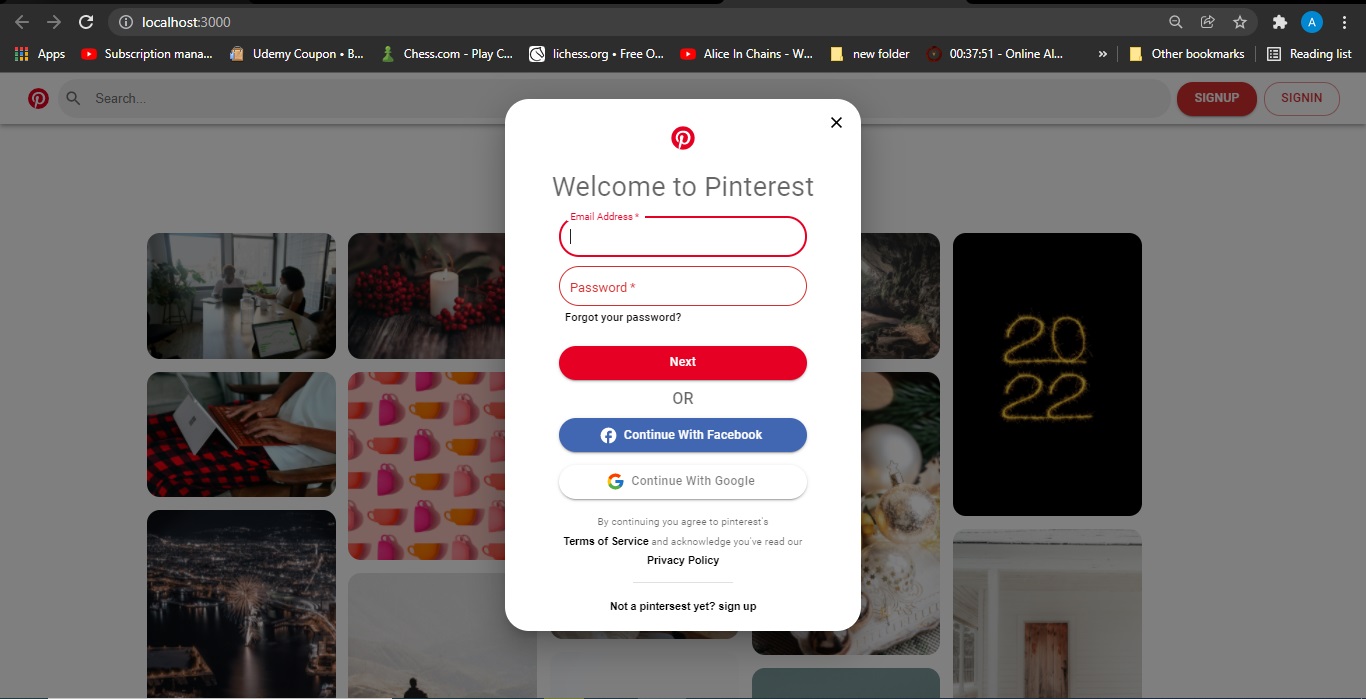 localhost:3000
A
Apps
Subscription mana...
Udemy Coupon • B...
Chess.com - Play C...
lichess.org • Free O...
Alice In Chains - W...
new folder
00:37:51 - Online Al...
»
Other bookmarks
Reading list
Search...
SIGNUP
SIGNIN
Welcome to Pinterest
Email Address *
Password *
Forgot your password?
Next
OR
Continue With Facebook
Continue With Google
By continuing you agree to pinterest's
Terms of Service and acknowledge you've read our
Privacy Policy
Not a pintersest yet? sign up
20
22